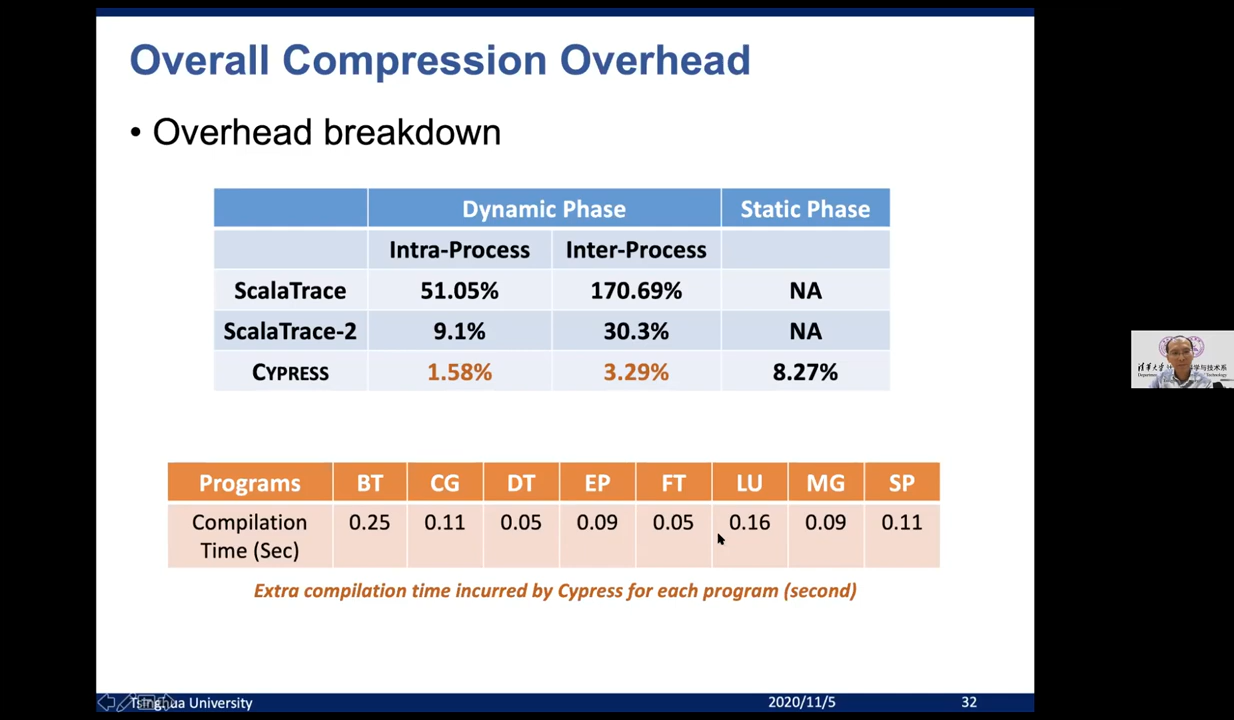 Overall Compression Overhead
• Overhead breakdown
Dynamic Phase Static Phase
Intra-Process Inter-Process
ScalaTrace 51.05% 170.69% NA
ScalaTrace-2 9.1% 30.3% NA
CYPRESS 1.58% 3.29% 8.27%
Programs BT CG DT EP FT LU MG SP
Compilation Time (Sec) 0.25 0.11 0.05 0.09 0.05 0.16 0.09 0.11
Extra compilation time incurred by Cypress for each program (second)
Tsinghua University 2020/11/5 32
清华大学